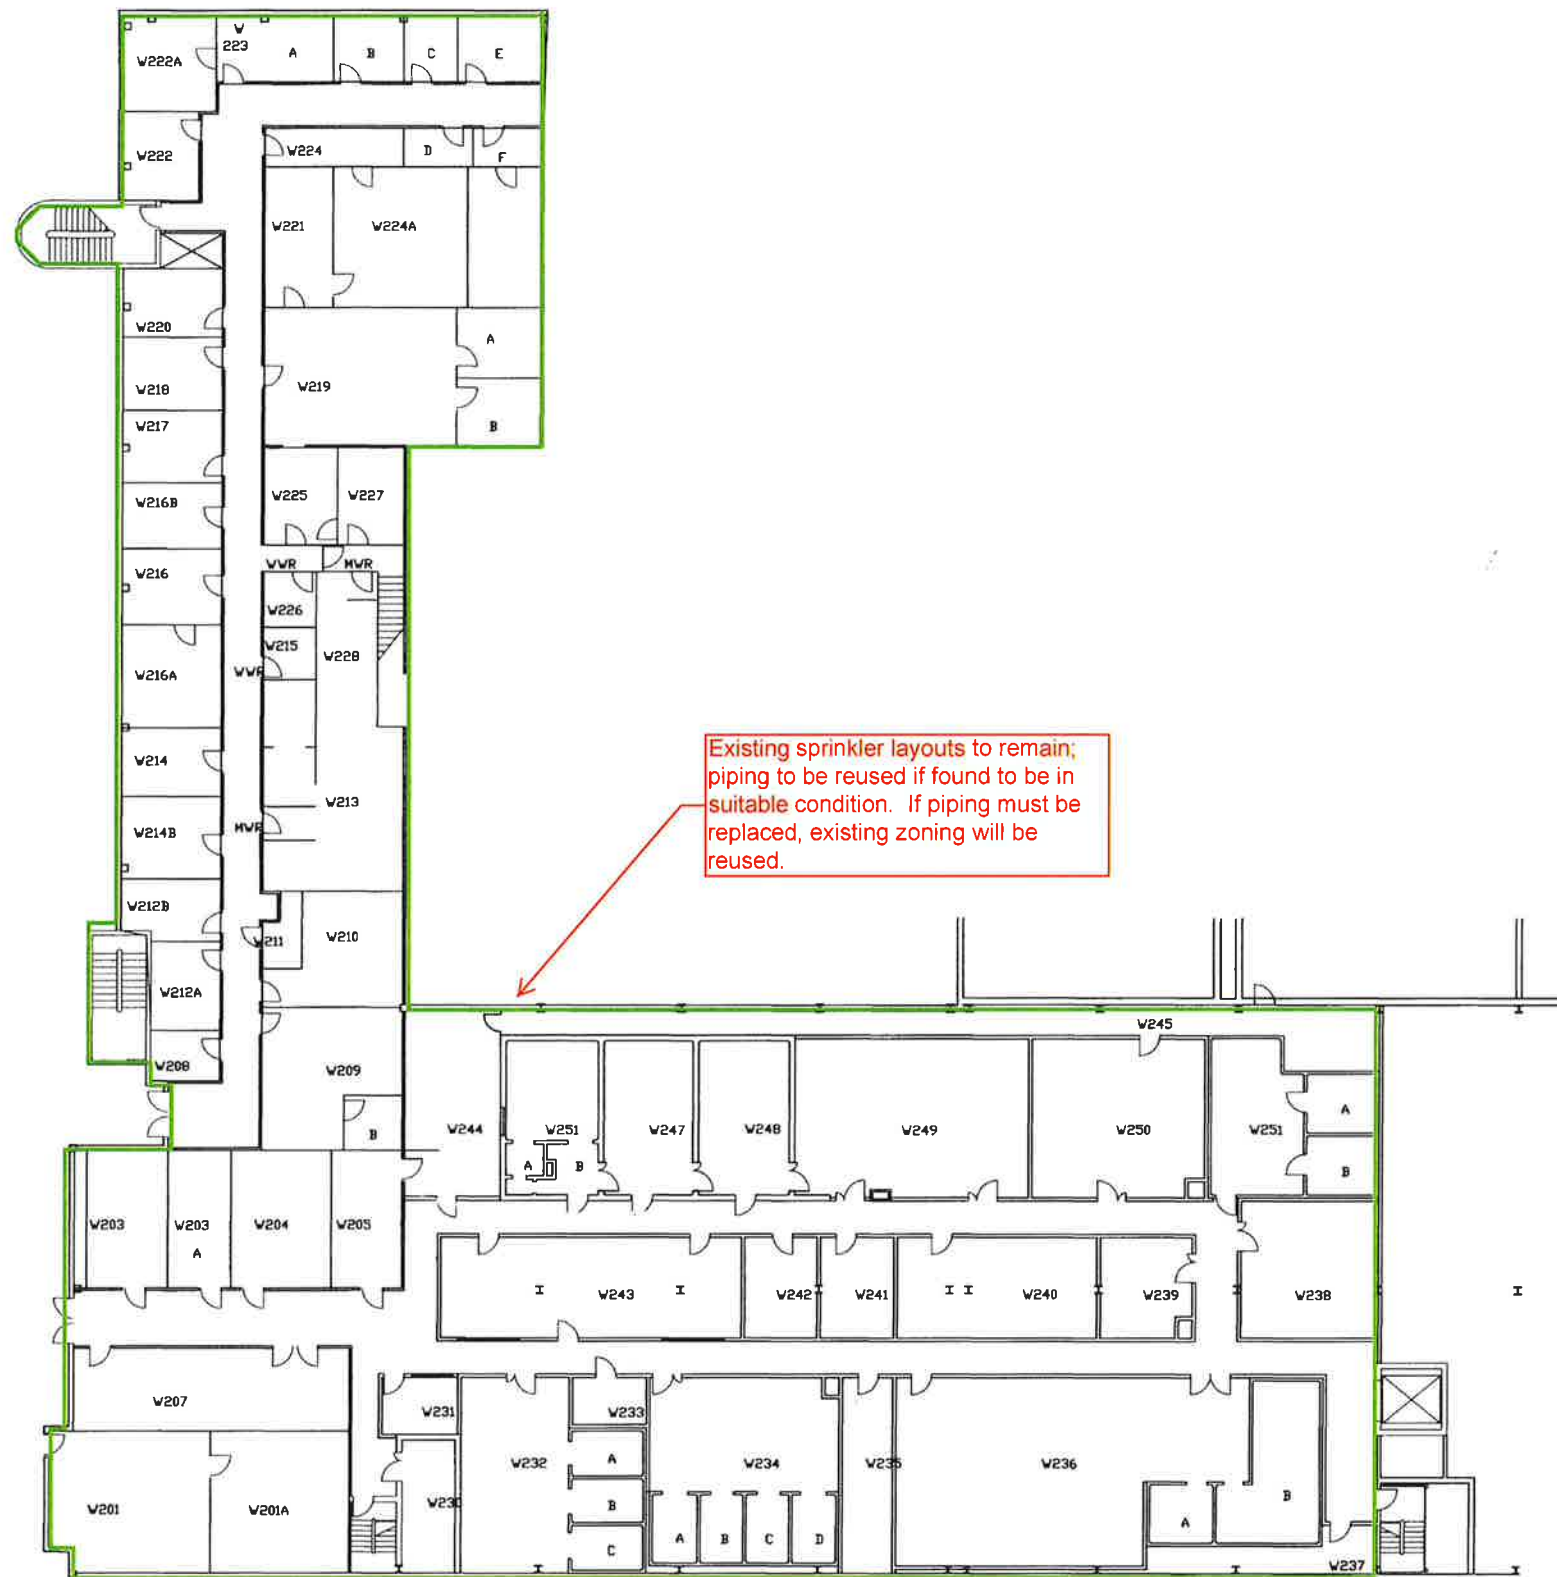 W
223
A
B
C
E
W222A
W222
W224
D
F
W221
W224A
W220
A
W218
W219
W217
B
W216B
W225
W227
W216
WWR
MWR
W226
W215
W228
W216A
WWR
W214
W213
W214B
MWR
W212B
W211
W210
W212A
W208
W209
B
Existing sprinkler layouts to remain;
piping to be reused if found to be in
suitable condition. If piping must be
replaced, existing zoning will be
reused.
W245
W244
W251
A
B
W247
W248
W249
W250
W251
A
B
W203
W203
A
W204
W205
W243
W242
W241
W240
W239
W238
W207
W231
W233
W232
A
B
C
W234
A
B
C
D
W235
W236
A
B
W201
W201A
W230
W237